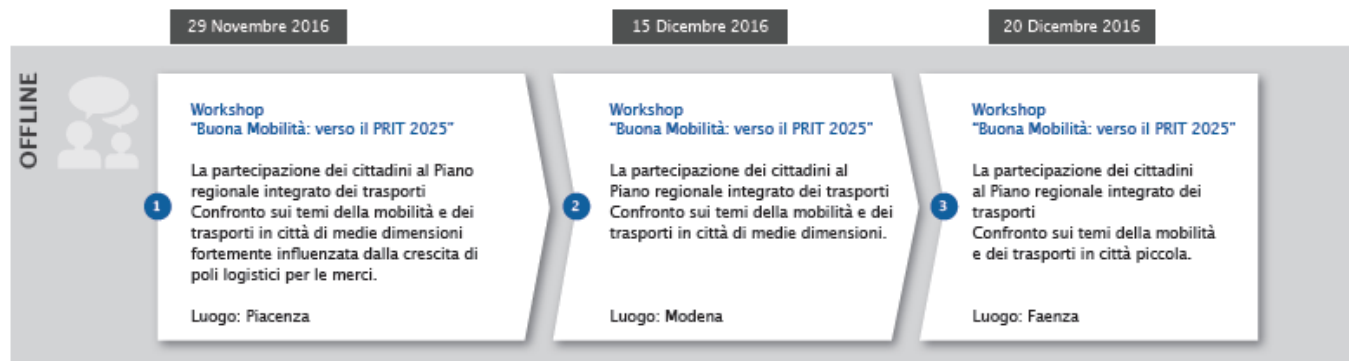 29 Novembre 2016
15 Dicembre 2016
20 Dicembre 2016
OFFLINE
Workshop
"Buona Mobilità: verso il PRIT 2025"
La partecipazione dei cittadini al Piano
regionale integrato dei trasporti
Confronto sui temi della mobilità e dei
trasporti in città di medie dimensioni
fortemente influenzata dalla crescita di
poli logistici per le merci.
Luogo: Piacenza
1
Workshop
"Buona Mobilità: verso il PRIT 2025"
La partecipazione dei cittadini al
Piano regionale integrato dei trasporti
Confronto sui temi della mobilità e dei
trasporti in città di medie dimensioni.
Luogo: Modena
2
Workshop
"Buona Mobilità: verso il PRIT 2025"
La partecipazione dei cittadini
al Piano regionale integrato dei
trasporti
Confronto sui temi della mobilità
e dei trasporti in città piccola.
Luogo: Faenza
3